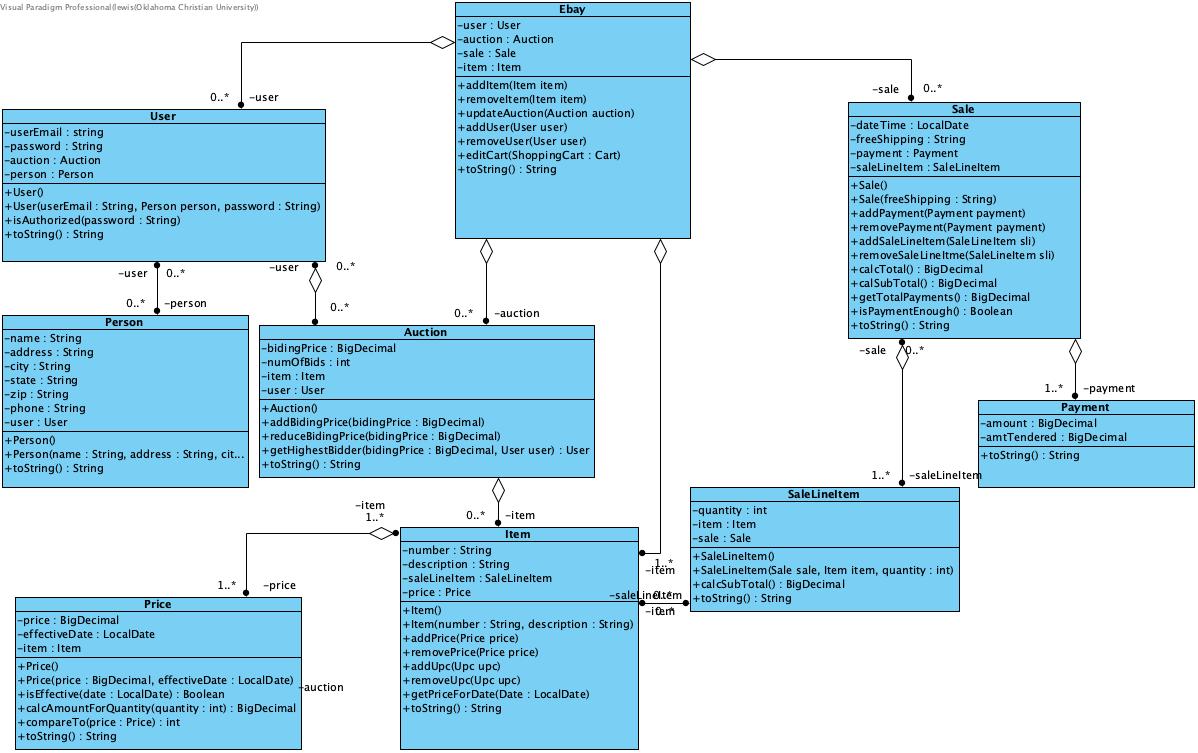 Visual Paradigm Professional(lewis(Oklahoma Christian University))
Ebay
-user : User
-auction : Auction
-sale : Sale
-item : Item
+addItem(Item item)
+removeItem(Item item)
+updateAuction(Auction auction)
+addUser(User user)
+removeUser(User user)
+editCart(ShoppingCart : Cart)
+toString() : String
0..* -user
-sale 0..*
User
-userEmail : string
-password : String
-auction : Auction
-person : Person
+User()
+User(userEmail : String, Person person, password : String)
+isAuthorized(password : String)
+toString() : String
Sale
-dateTime : LocalDate
-freeShipping : String
-payment : Payment
-saleLineItem : SaleLineItem
+Sale()
+Sale(freeShipping : String)
+addPayment(Payment payment)
+removePayment(Payment payment)
+addSaleLineItem(SaleLineItem sli)
+removeSaleLineItme(SaleLineItem sli)
+calcTotal() : BigDecimal
+calSubTotal() : BigDecimal
+getTotalPayments() : BigDecimal
+isPaymentEnough() : Boolean
+toString() : String
-user 0..*
-user 0..*
0..* -person
0..*
0..* -auction
-sale 0..*
1..* -payment
Person
-name : String
-address : String
-city : String
-state : String
-zip : String
-phone : String
-user : User
+Person()
+Person(name : String, address : String, cit...
+toString() : String
Auction
-bidingPrice : BigDecimal
-numOfBids : int
-item : Item
-user : User
+Auction()
+addBidingPrice(bidingPrice : BigDecimal)
+reduceBidingPrice(bidingPrice : BigDecimal)
+getHighestBidder(bidingPrice : BigDecimal, User user) : User
+toString() : String
Payment
-amount : BigDecimal
-amtTendered : BigDecimal
+toString() : String
1..* -saleLineItem
SaleLineItem
-quantity : int
-item : Item
-sale : Sale
+SaleLineItem()
+SaleLineItem(Sale sale, Item item, quantity : int)
+calcSubTotal() : BigDecimal
+toString() : String
-item
1..*
0..* -item
Item
-number : String
-description : String
-saleLineItem : SaleLineItem
-price : Price
+Item()
+Item(number : String, description : String)
+addPrice(Price price)
+removePrice(Price price)
+addUpc(Upc upc)
+removeUpc(Upc upc)
+getPriceForDate(Date : LocalDate)
+toString() : String
1..*
-item
-saleLineItem 0..*
-item 0..*
1..* -price
Price
-price : BigDecimal
-effectiveDate : LocalDate
-item : Item
+Price()
+Price(price : BigDecimal, effectiveDate : LocalDate)
+isEffective(date : LocalDate) : Boolean
+calcAmountForQuantity(quantity : int) : BigDecimal
+compareTo(price : Price) : int
+toString() : String
-auction